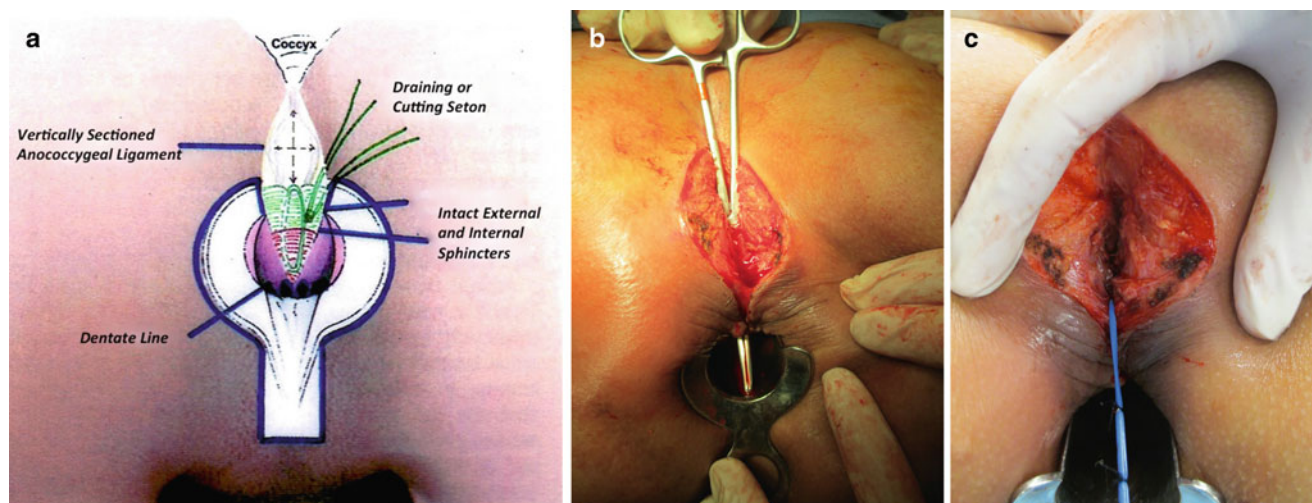 a
Coccyx
Draining or
Cutting Seton
Vertically Sectioned
Anococcygeal Ligament
Intact External
and Internal
Sphincters
Dentate Line
b
c